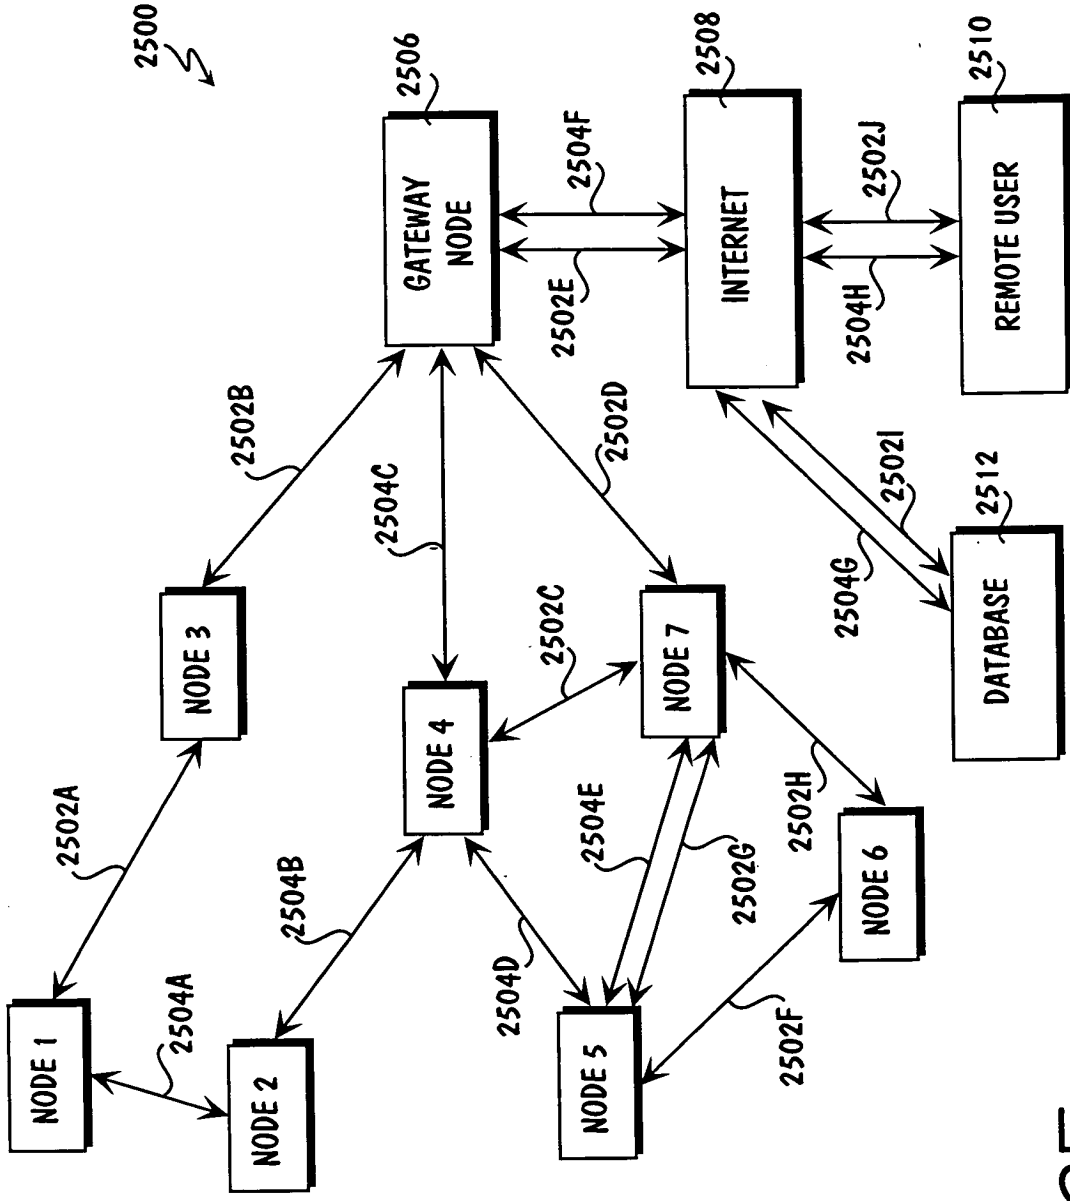 2500
NODE 1
2502A
2504A
NODE 3
2502B
NODE 2
2504B
2504C
2506
GATEWAY
NODE
NODE 4
2504D
2502C
2502E
2504F
NODE 5
2504E
2502D
NODE 7
2508
INTERNET
2502G
2502F
2502H
2504G
2504H
2502J
NODE 6
2502I
2512
2510
DATABASE
REMOTE USER